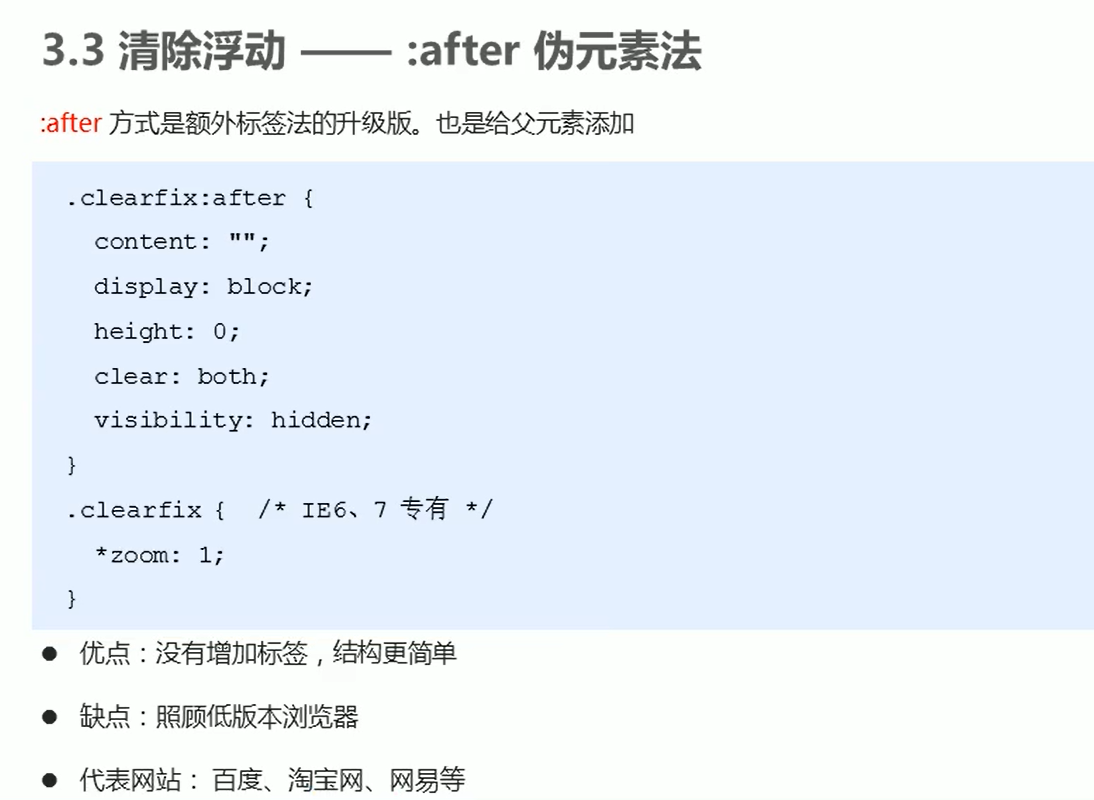 3.3 清除浮动 —— :after 伪元素法
:after 方式是额外标签法的升级版。也是给父元素添加
.clearfix:after {
content: "";
display: block;
height: 0;
clear: both;
visibility: hidden;
}
.clearfix { /* IE6、7 专有 */
*zoom: 1;
}
● 优点：没有增加标签，结构更简单
● 缺点：照顾低版本浏览器
● 代表网站： 百度、淘宝网、网易等